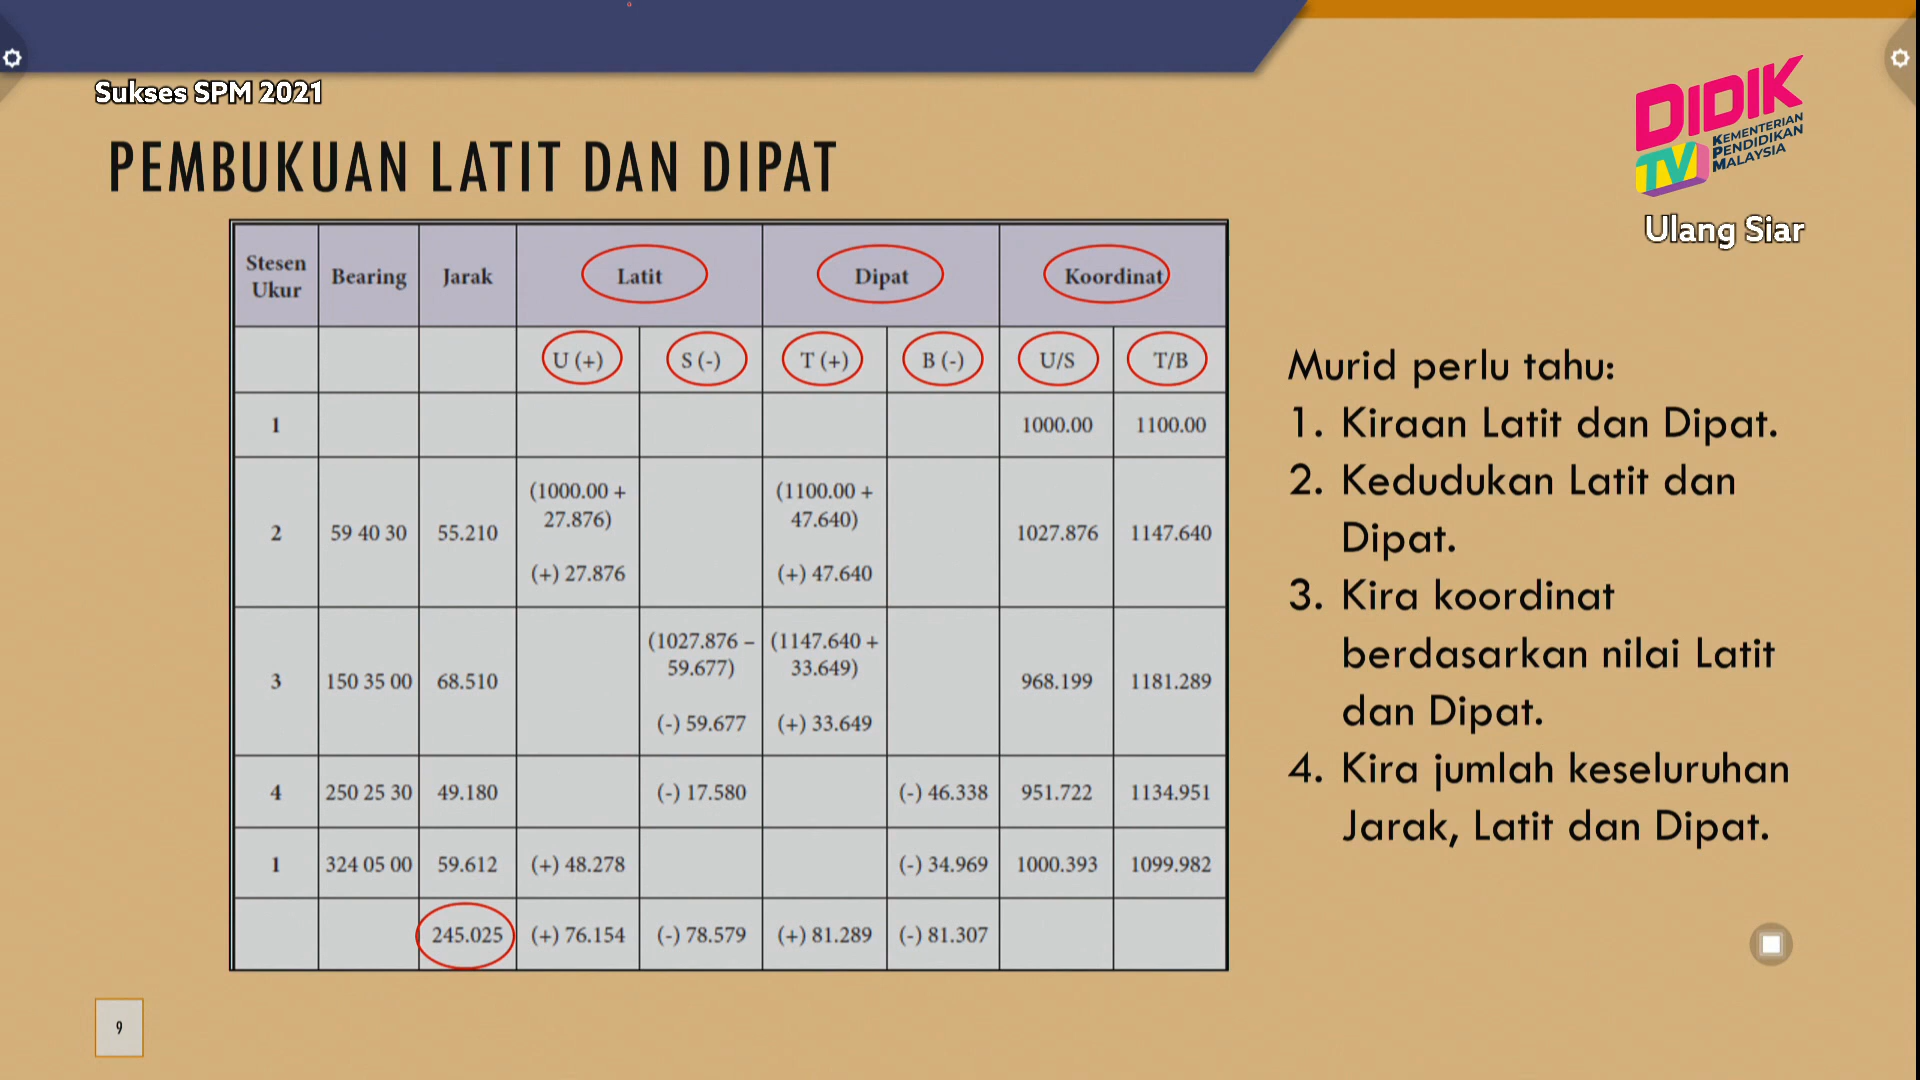 Sukses SPM 2021
DIDIK
TV
KEMENTERIAN
PENDIDIKAN
MALAYSIA
Ulang Siar
PEMBUKUAN LATIT DAN DIPAT
Stesen Ukur Bearing Jarak Latit Dipat Koordinat
U (+) S (-) T (+) B (-) U/S T/B
1 1000.00 1100.00
2 59 40 30 55.210 (1000.00 + 27.876) (+) 27.876 (1100.00 + 47.640) (+) 47.640 1027.876 1147.640
3 150 35 00 68.510 (1027.876 – 59.677) (-) 59.677 (1147.640 + 33.649) (+) 33.649 968.199 1181.289
4 250 25 30 49.180 (-) 17.580 (-) 46.338 951.722 1134.951
1 324 05 00 59.612 (+) 48.278 (-) 34.969 1000.393 1099.982
245.025 (+) 76.154 (-) 78.579 (+) 81.289 (-) 81.307
Murid perlu tahu:
1. Kiraan Latit dan Dipat.
2. Kedudukan Latit dan
Dipat.
3. Kira koordinat
berdasarkan nilai Latit
dan Dipat.
4. Kira jumlah keseluruhan
Jarak, Latit dan Dipat.
9